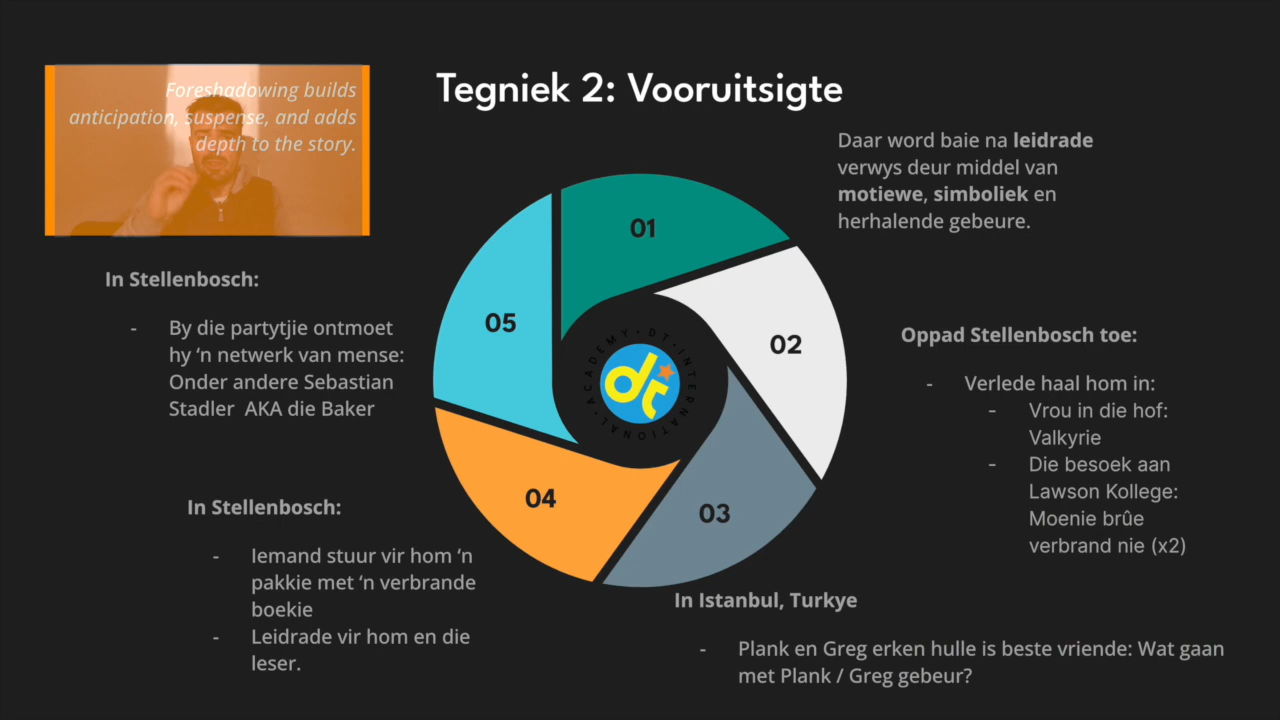 Foreshadowing builds
anticipation, suspense, and adds
depth to the story.
Tegniek 2: Vooruitsigte
Daar word baie na leidrade
verwys deur middel van
motiewe, simboliek en
herhalende gebeure.
01
02
03
04
05
ACADEMY · DT · INTERNATIONAL ·
dt
Oppad Stellenbosch toe:
- Verlede haal hom in:
- Vrou in die hof:
Valkyrie
- Die besoek aan
Lawson Kollege:
Moenie brûe
verbrand nie (x2)
In Istanbul, Turkye
- Plank en Greg erken hulle is beste vriende: Wat gaan
met Plank / Greg gebeur?
In Stellenbosch:
- Iemand stuur vir hom ‘n
pakkie met ‘n verbrande
boekie
- Leidrade vir hom en die
leser.
In Stellenbosch:
- By die partytjie ontmoet
hy ‘n netwerk van mense:
Onder andere Sebastian
Stadler AKA die Baker